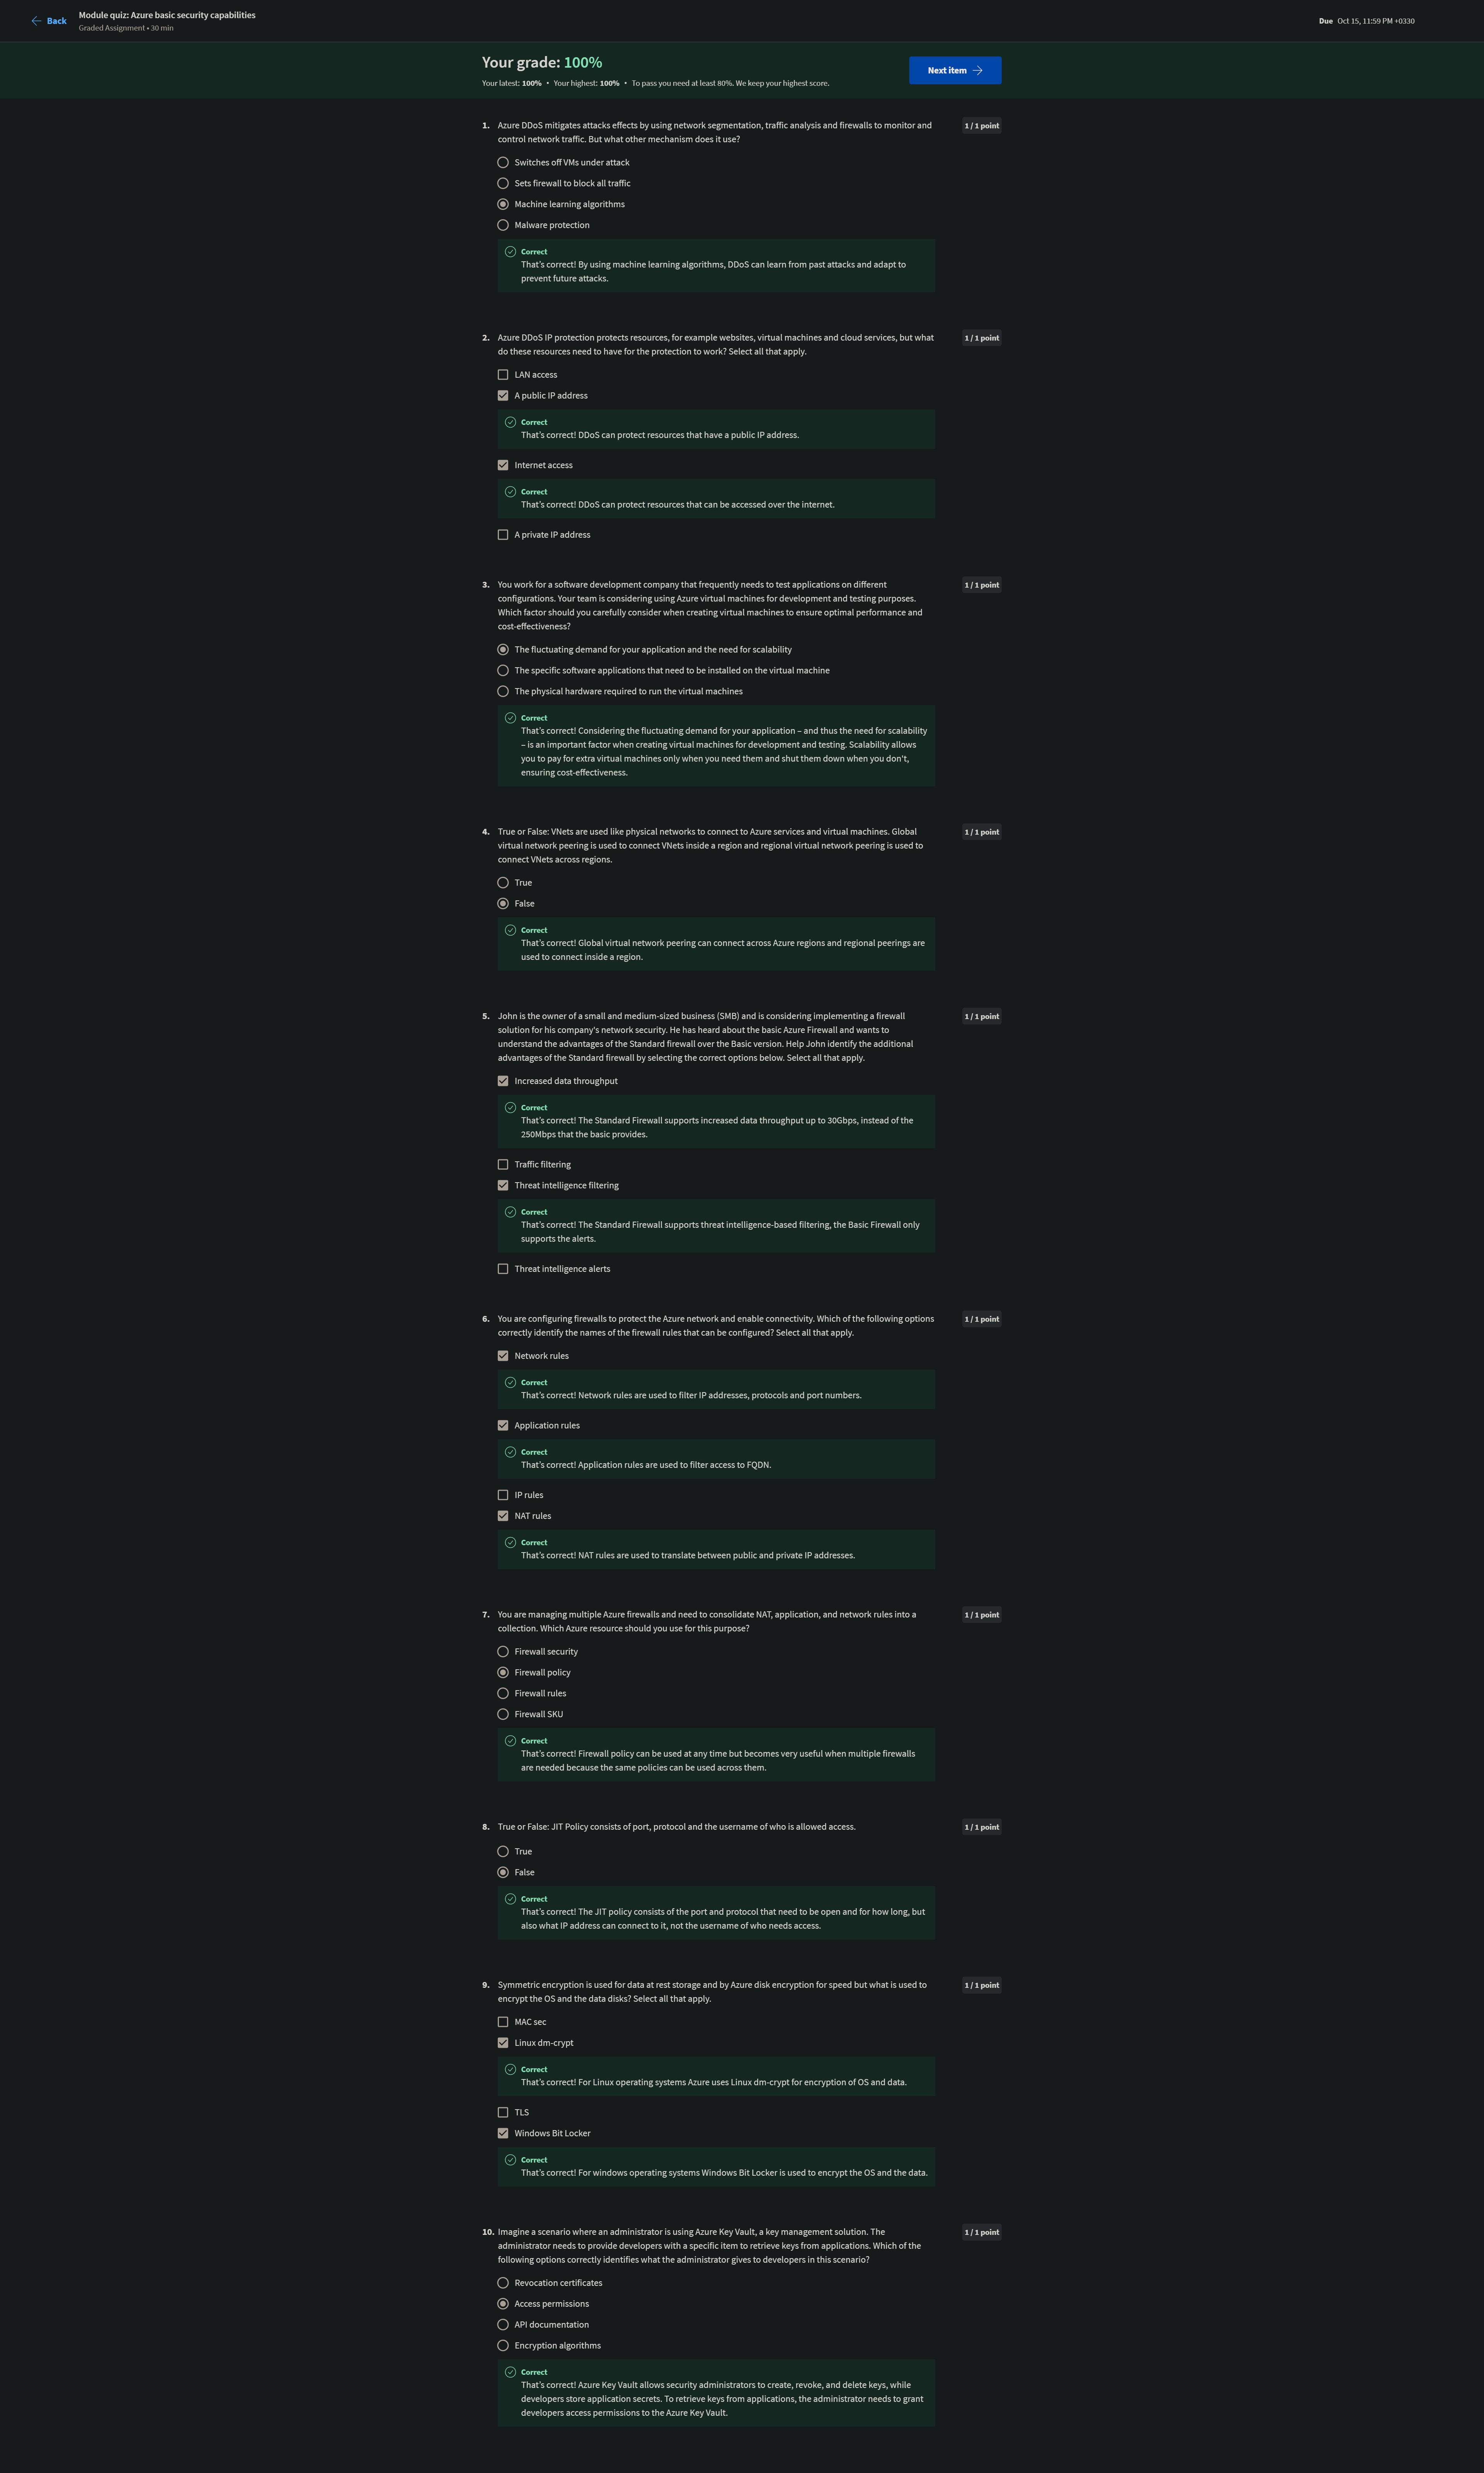 Back
Module quiz: Azure basic security capabilities
Graded Assignment • 30 min
Due Oct 15, 11:59 PM +0330
Your grade: 100%
Your latest: 100% • Your highest: 100% • To pass you need at least 80%. We keep your highest score.
Next item
1. Azure DDoS mitigates attacks effects by using network segmentation, traffic analysis and firewalls to monitor and
control network traffic. But what other mechanism does it use?
1 / 1 point
Switches off VMs under attack
Sets firewall to block all traffic
Machine learning algorithms
Malware protection
Correct
That's correct! By using machine learning algorithms, DDoS can learn from past attacks and adapt to
prevent future attacks.
2. Azure DDoS IP protection protects resources, for example websites, virtual machines and cloud services, but what
do these resources need to have for the protection to work? Select all that apply.
1 / 1 point
LAN access
A public IP address
Correct
That's correct! DDoS can protect resources that have a public IP address.
Internet access
Correct
That's correct! DDoS can protect resources that can be accessed over the internet.
A private IP address
3. You work for a software development company that frequently needs to test applications on different
configurations. Your team is considering using Azure virtual machines for development and testing purposes.
Which factor should you carefully consider when creating virtual machines to ensure optimal performance and
cost-effectiveness?
1 / 1 point
The fluctuating demand for your application and the need for scalability
The specific software applications that need to be installed on the virtual machine
The physical hardware required to run the virtual machines
Correct
That's correct! Considering the fluctuating demand for your application – and thus the need for scalability
– is an important factor when creating virtual machines for development and testing. Scalability allows
you to pay for extra virtual machines only when you need them and shut them down when you don't,
ensuring cost-effectiveness.
4. True or False: VNets are used like physical networks to connect to Azure services and virtual machines. Global
virtual network peering is used to connect VNets inside a region and regional virtual network peering is used to
connect VNets across regions.
1 / 1 point
True
False
Correct
That's correct! Global virtual network peering can connect across Azure regions and regional peerings are
used to connect inside a region.
5. John is the owner of a small and medium-sized business (SMB) and is considering implementing a firewall
solution for his company's network security. He has heard about the basic Azure Firewall and wants to
understand the advantages of the Standard firewall over the Basic version. Help John identify the additional
advantages of the Standard firewall by selecting the correct options below. Select all that apply.
1 / 1 point
Increased data throughput
Correct
That's correct! The Standard Firewall supports increased data throughput up to 30Gbps, instead of the
250Mbps that the basic provides.
Traffic filtering
Threat intelligence filtering
Correct
That's correct! The Standard Firewall supports threat intelligence-based filtering, the Basic Firewall only
supports the alerts.
Threat intelligence alerts
6. You are configuring firewalls to protect the Azure network and enable connectivity. Which of the following options
correctly identify the names of the firewall rules that can be configured? Select all that apply.
1 / 1 point
Network rules
Correct
That's correct! Network rules are used to filter IP addresses, protocols and port numbers.
Application rules
Correct
That's correct! Application rules are used to filter access to FQDN.
IP rules
NAT rules
Correct
That's correct! NAT rules are used to translate between public and private IP addresses.
7. You are managing multiple Azure firewalls and need to consolidate NAT, application, and network rules into a
collection. Which Azure resource should you use for this purpose?
1 / 1 point
Firewall security
Firewall policy
Firewall rules
Firewall SKU
Correct
That's correct! Firewall policy can be used at any time but becomes very useful when multiple firewalls
are needed because the same policies can be used across them.
8. True or False: JIT Policy consists of port, protocol and the username of who is allowed access.
1 / 1 point
True
False
Correct
That's correct! The JIT policy consists of the port and protocol that need to be open and for how long, but
also what IP address can connect to it, not the username of who needs access.
9. Symmetric encryption is used for data at rest storage and by Azure disk encryption for speed but what is used to
encrypt the OS and the data disks? Select all that apply.
1 / 1 point
MAC sec
Linux dm-crypt
Correct
That's correct! For Linux operating systems Azure uses Linux dm-crypt for encryption of OS and data.
TLS
Windows Bit Locker
Correct
That's correct! For windows operating systems Windows Bit Locker is used to encrypt the OS and the data.
10. Imagine a scenario where an administrator is using Azure Key Vault, a key management solution. The
administrator needs to provide developers with a specific item to retrieve keys from applications. Which of the
following options correctly identifies what the administrator gives to developers in this scenario?
1 / 1 point
Revocation certificates
Access permissions
API documentation
Encryption algorithms
Correct
That's correct! Azure Key Vault allows security administrators to create, revoke, and delete keys, while
developers store application secrets. To retrieve keys from applications, the administrator needs to grant
developers access permissions to the Azure Key Vault.